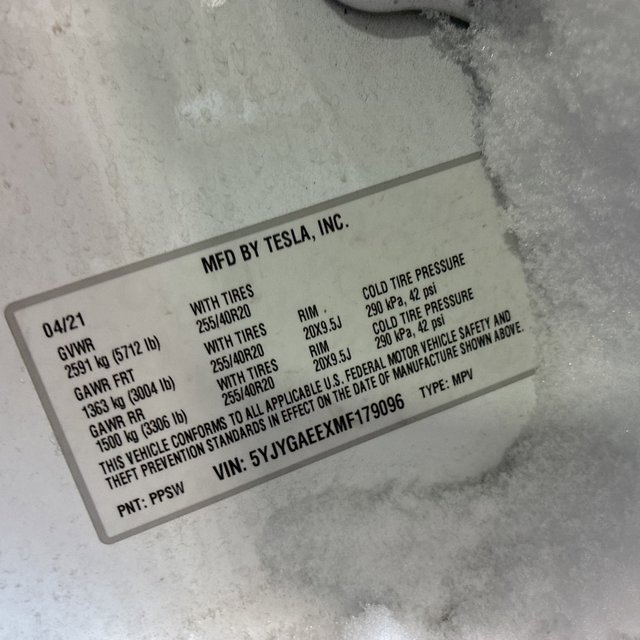 MFD BY TESLA, INC.
04/21
GVWR WITH TIRES
2591 kg (5712 lb) 255/40R20 RIM COLD TIRE PRESSURE
GAWR FRT WITH TIRES 20X9.5J 290 kPa, 42 psi
1363 kg (3004 lb) 255/40R20 RIM COLD TIRE PRESSURE
GAWR RR WITH TIRES 20X9.5J 290 kPa, 42 psi
1500 kg (3306 lb) 255/40R20
THIS VEHICLE CONFORMS TO ALL APPLICABLE U.S. FEDERAL MOTOR VEHICLE SAFETY AND
THEFT PREVENTION STANDARDS IN EFFECT ON THE DATE OF MANUFACTURE SHOWN ABOVE.
PNT: PPSW VIN: 5YJYGAEEXMF179096 TYPE: MPV